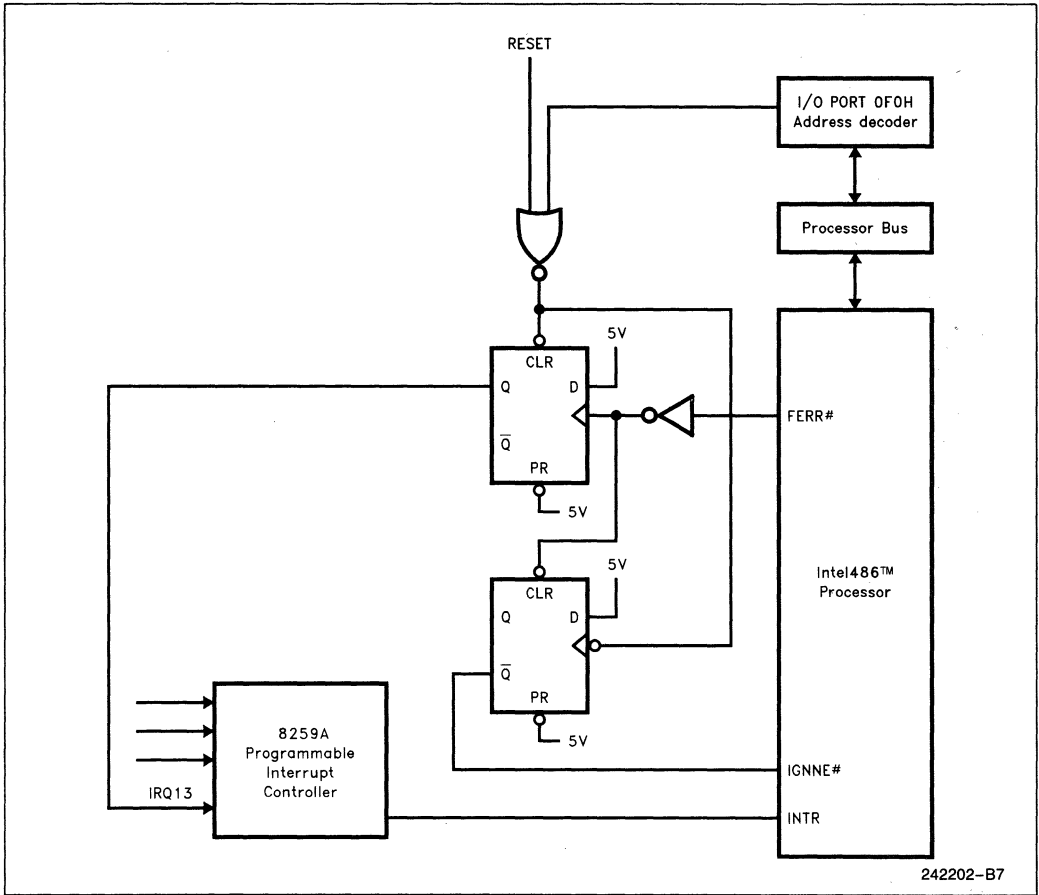 RESET
I/O PORT 0F0H
Address decoder
Processor Bus
5V
CLR
Q
D
Q̅
PR
5V
FERR#
5V
CLR
Q
D
Q̅
PR
5V
Intel486™
Processor
8259A
Programmable
Interrupt
Controller
IRQ13
IGNNE#
INTR
242202-B7